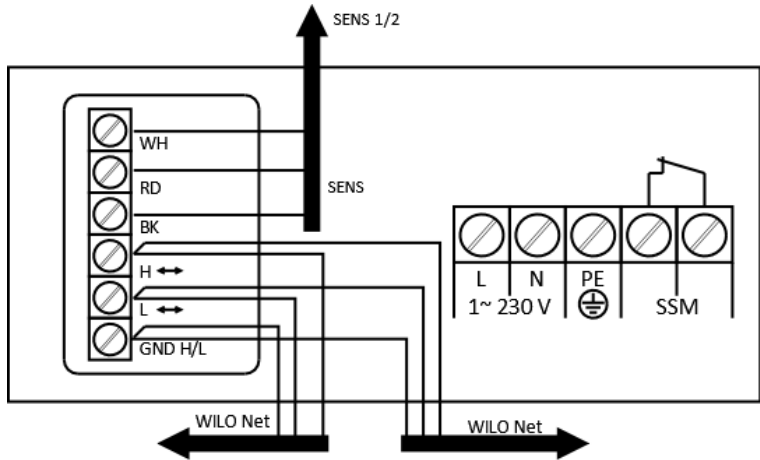 SENS 1/2
WH
RD
SENS
BK
H
L
GND H/L
L N PE
1~ 230 V SSM
WILO Net
WILO Net